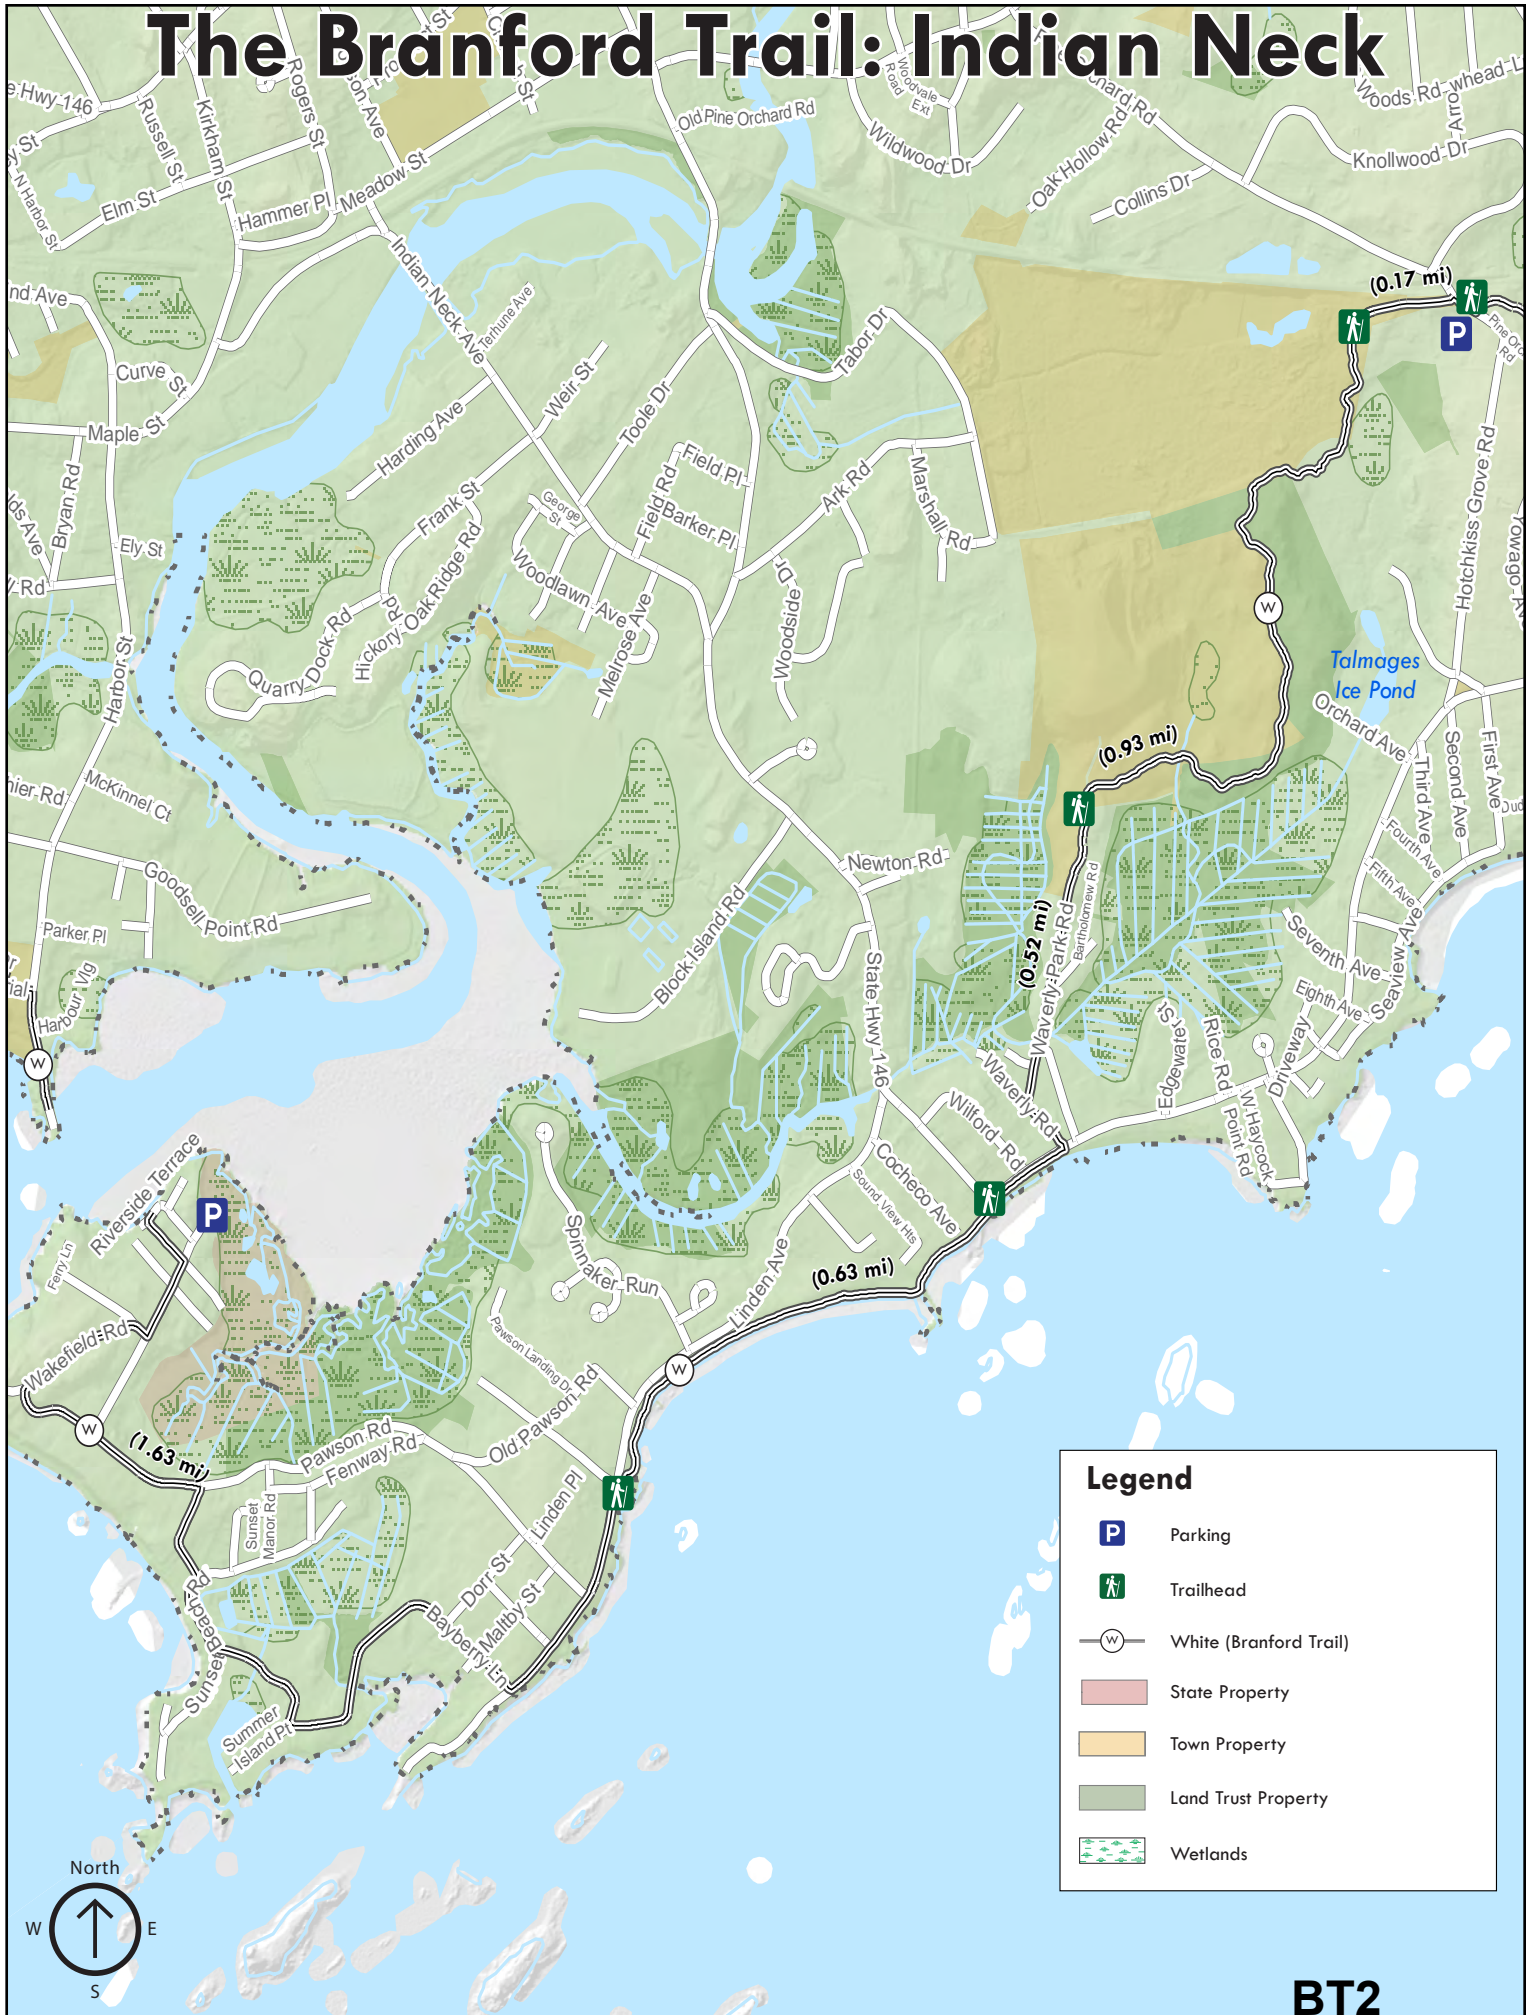 The Branford Trail: Indian Neck
Hwy 146
Russell St
Kirkham St
Rogers St
Elm St
N Harbor St
Hammer Pl
Meadow St
Old Pine Orchard Rd
Woodvale
Road
Ext
Wildwood Dr
Oak Hollow Rd
Collins Dr
Woods Rd
Knollwood Dr
Indian Neck Ave
Terhune Ave
Curve St
Maple St
Bryan Rd
Ely St
Harbor St
Harding Ave
Weir St
Toole Dr
Tabor Dr
Field Pl
Field Rd
Barker Pl
Ark Rd
Marshall Rd
George
St
Frank St
Hickory Rd
Oak Ridge Rd
Quarry Dock Rd
Woodlawn Ave
Melrose Ave
Woodside Dr
(0.17 mi)
P
Hotchkiss Grove Rd
W
Talmages
Ice Pond
Orchard Ave
First Ave
Second Ave
Third Ave
Fourth Ave
Fifth Ave
Seventh Ave
Eighth Ave
Seaview Ave
(0.93 mi)
McKinnel Ct
Goodsell Point Rd
Parker Pl
Harbour Vlg
W
Newton Rd
Block Island Rd
State Hwy 146
(0.52 mi)
Waverly Park Rd
Bartholomew Rd
Waverly Rd
Wilford Rd
Edgewater St
Rice Rd
Driveway
W Haycock
Point Rd
Cocheco Ave
Sound View Hts
Linden Ave
(0.63 mi)
Riverside Terrace
P
Ferry Ln
Wakefield Rd
Spinnaker Run
Pawson Landing Dr
W
W
(1.63 mi)
Pawson Rd
Fenway Rd
Old Pawson Rd
Sunset
Manor Rd
Linden Pl
Dorr St
Maltby St
Bayberry Ln
Sunset Beach Rd
Summer
Island Pt
Legend
P Parking
Trailhead
W White (Branford Trail)
State Property
Town Property
Land Trust Property
Wetlands
North
W E
S
BT2